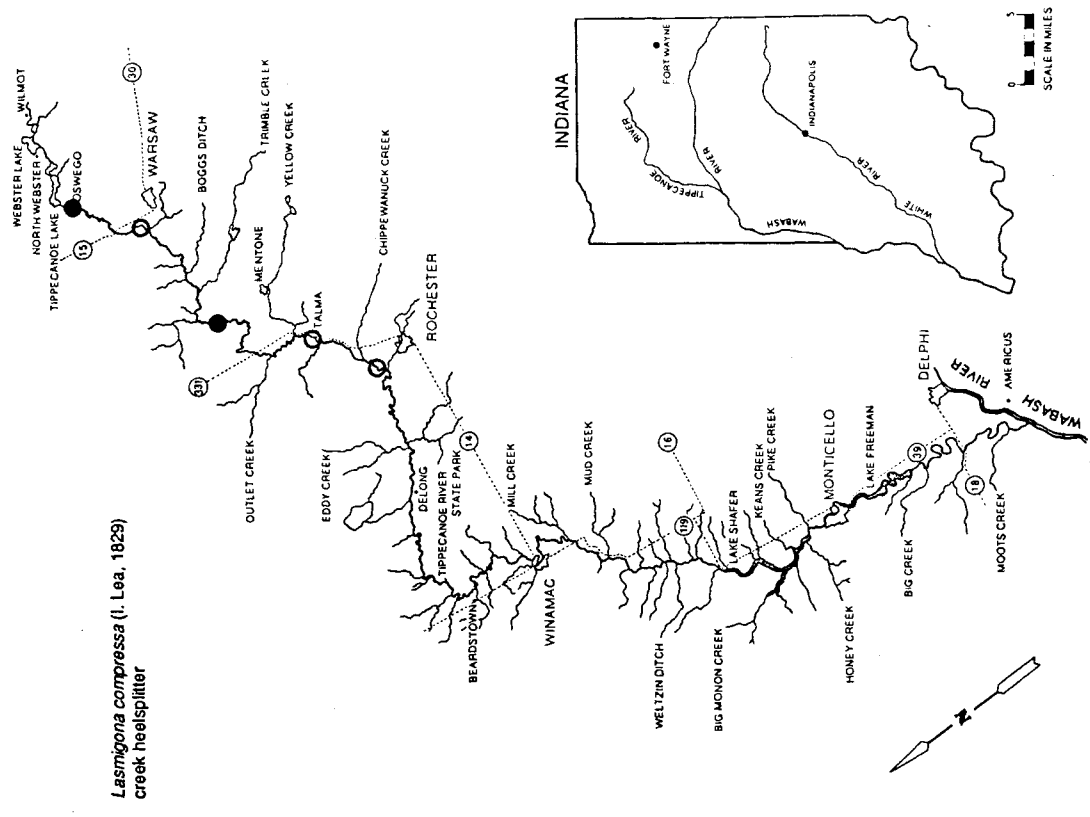 Lasmigona compressa (I. Lea, 1829)
creek heelsplitter
WEBSTER LAKE
NORTH WEBSTER
TIPPECANOE LAKE
WILMOT
OSWEGO
30
15
WARSAW
BOGGS DITCH
TRIMBLE CREEK
YELLOW CREEK
MENTONE
331
TALMA
CHIPPEWANUCK CREEK
OUTLET CREEK
ROCHESTER
EDDY CREEK
DELONG
TIPPECANOE RIVER
STATE PARK
14
BEARDSTOWN
MILL CREEK
WINAMAC
MUD CREEK
16
119
WELTZIN DITCH
BIG MONON CREEK
LAKE SHAFER
KEANS CREEK
PIKE CREEK
HONEY CREEK
MONTICELLO
LAKE FREEMAN
39
BIG CREEK
18
MOOTS CREEK
DELPHI
AMERICUS
WABASH RIVER
N
INDIANA
FORT WAYNE
TIPPECANOE RIVER
WABASH RIVER
INDIANAPOLIS
WHITE RIVER
0 5
SCALE IN MILES